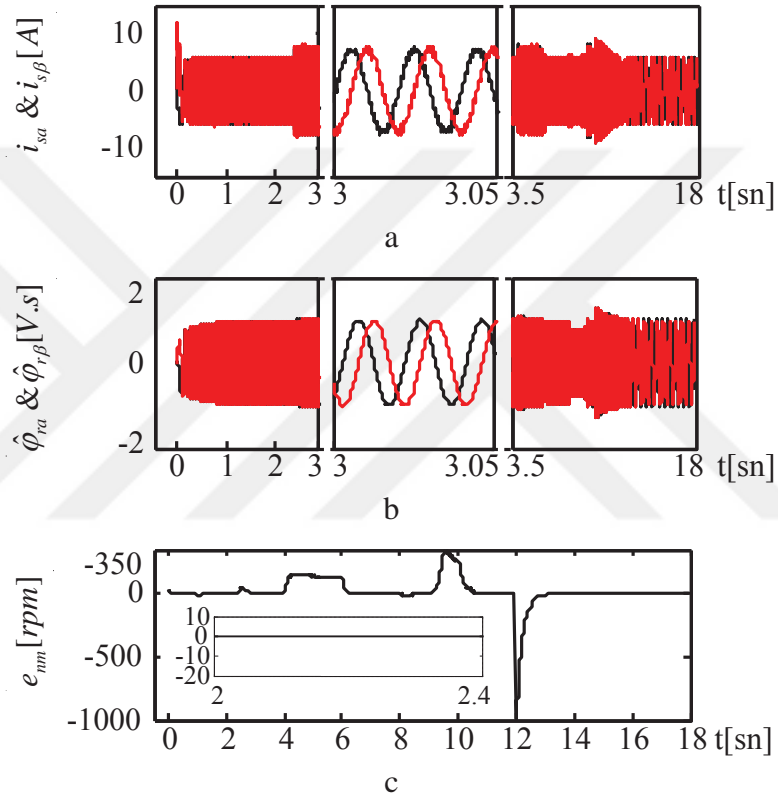 i_sa & i_sβ [A]
10
0
-10
0 1 2 3 3 3.05 3.5 18 t[sn]
a
φ̂_ra & φ̂_rβ [V.s]
2
0
-2
0 1 2 3 3 3.05 3.5 18 t[sn]
b
e_nm [rpm]
-350
0
-500
-1000
10
0
-10
-20
2 2.4
0 2 4 6 8 10 12 14 16 18 t[sn]
c